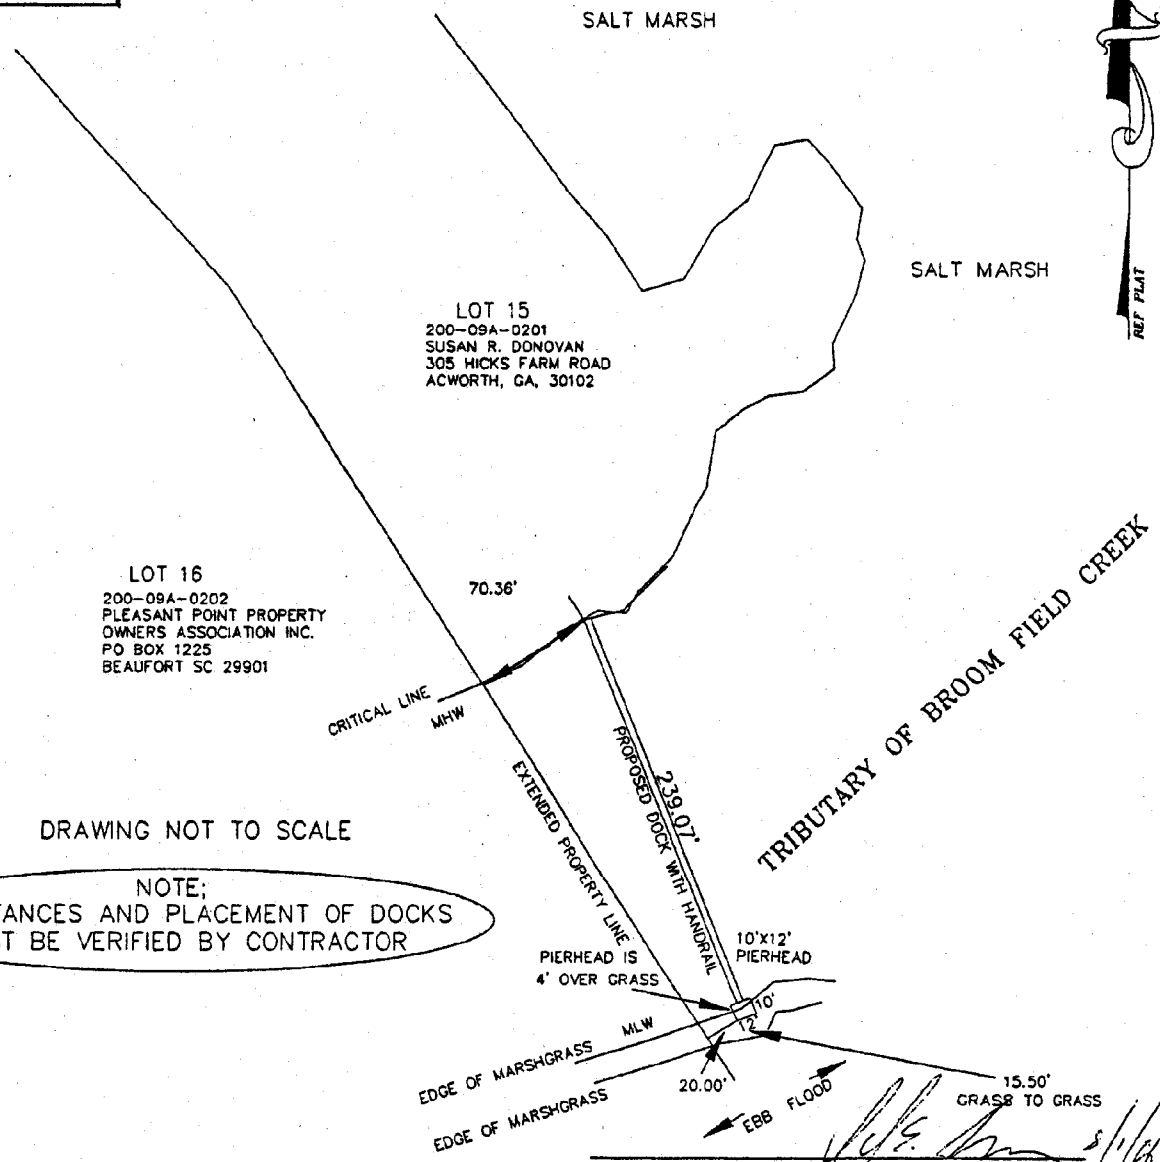 SALT MARSH
SALT MARSH
REF PLAT
LOT 15
200-09A-0201
SUSAN R. DONOVAN
305 HICKS FARM ROAD
ACWORTH, GA, 30102
LOT 16
200-09A-0202
PLEASANT POINT PROPERTY
OWNERS ASSOCIATION INC.
PO BOX 1225
BEAUFORT SC 29901
70.36'
CRITICAL LINE
MHW
TRIBUTARY OF BROOM FIELD CREEK
EXTENDED PROPERTY LINE
PROPOSED DOCK WITH HANDRAIL
239.07'
DRAWING NOT TO SCALE
NOTE;
TANCES AND PLACEMENT OF DOCKS
T BE VERIFIED BY CONTRACTOR
PIERHEAD IS
4' OVER GRASS
10'X12'
PIERHEAD
10'
12'
MLW
EDGE OF MARSHGRASS
EDGE OF MARSHGRASS
20.00'
EBB FLOOD
15.50'
GRASS TO GRASS